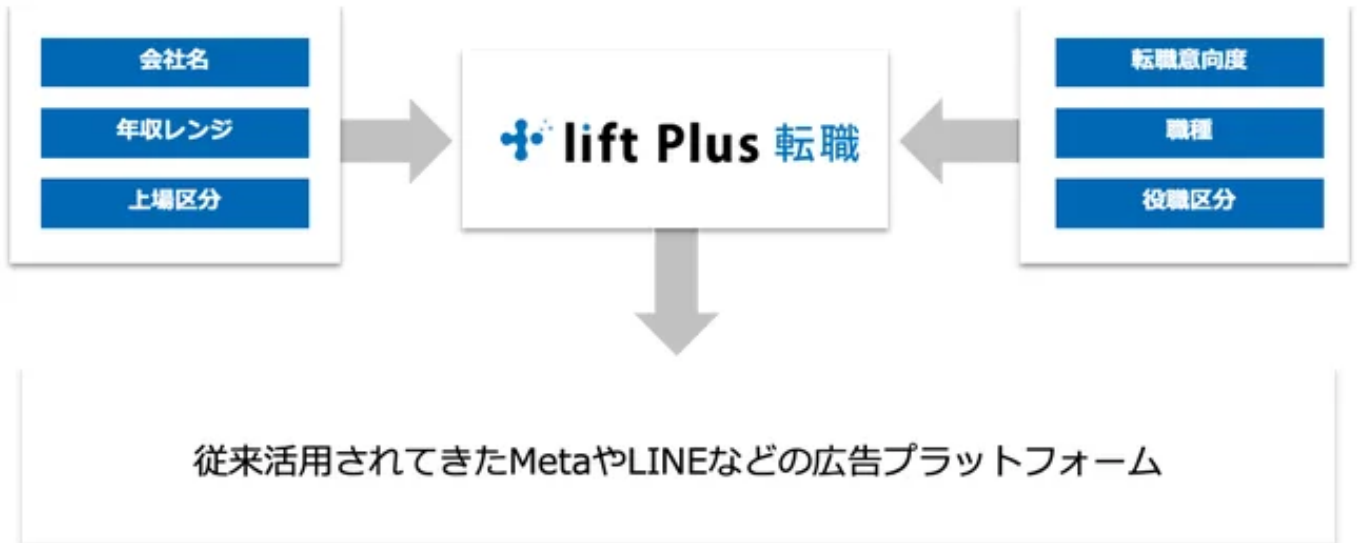 会社名
年収レンジ
上場区分
lift Plus 転職
転職意向度
職種
役職区分
従来活用されてきたMetaやLINEなどの広告プラットフォーム